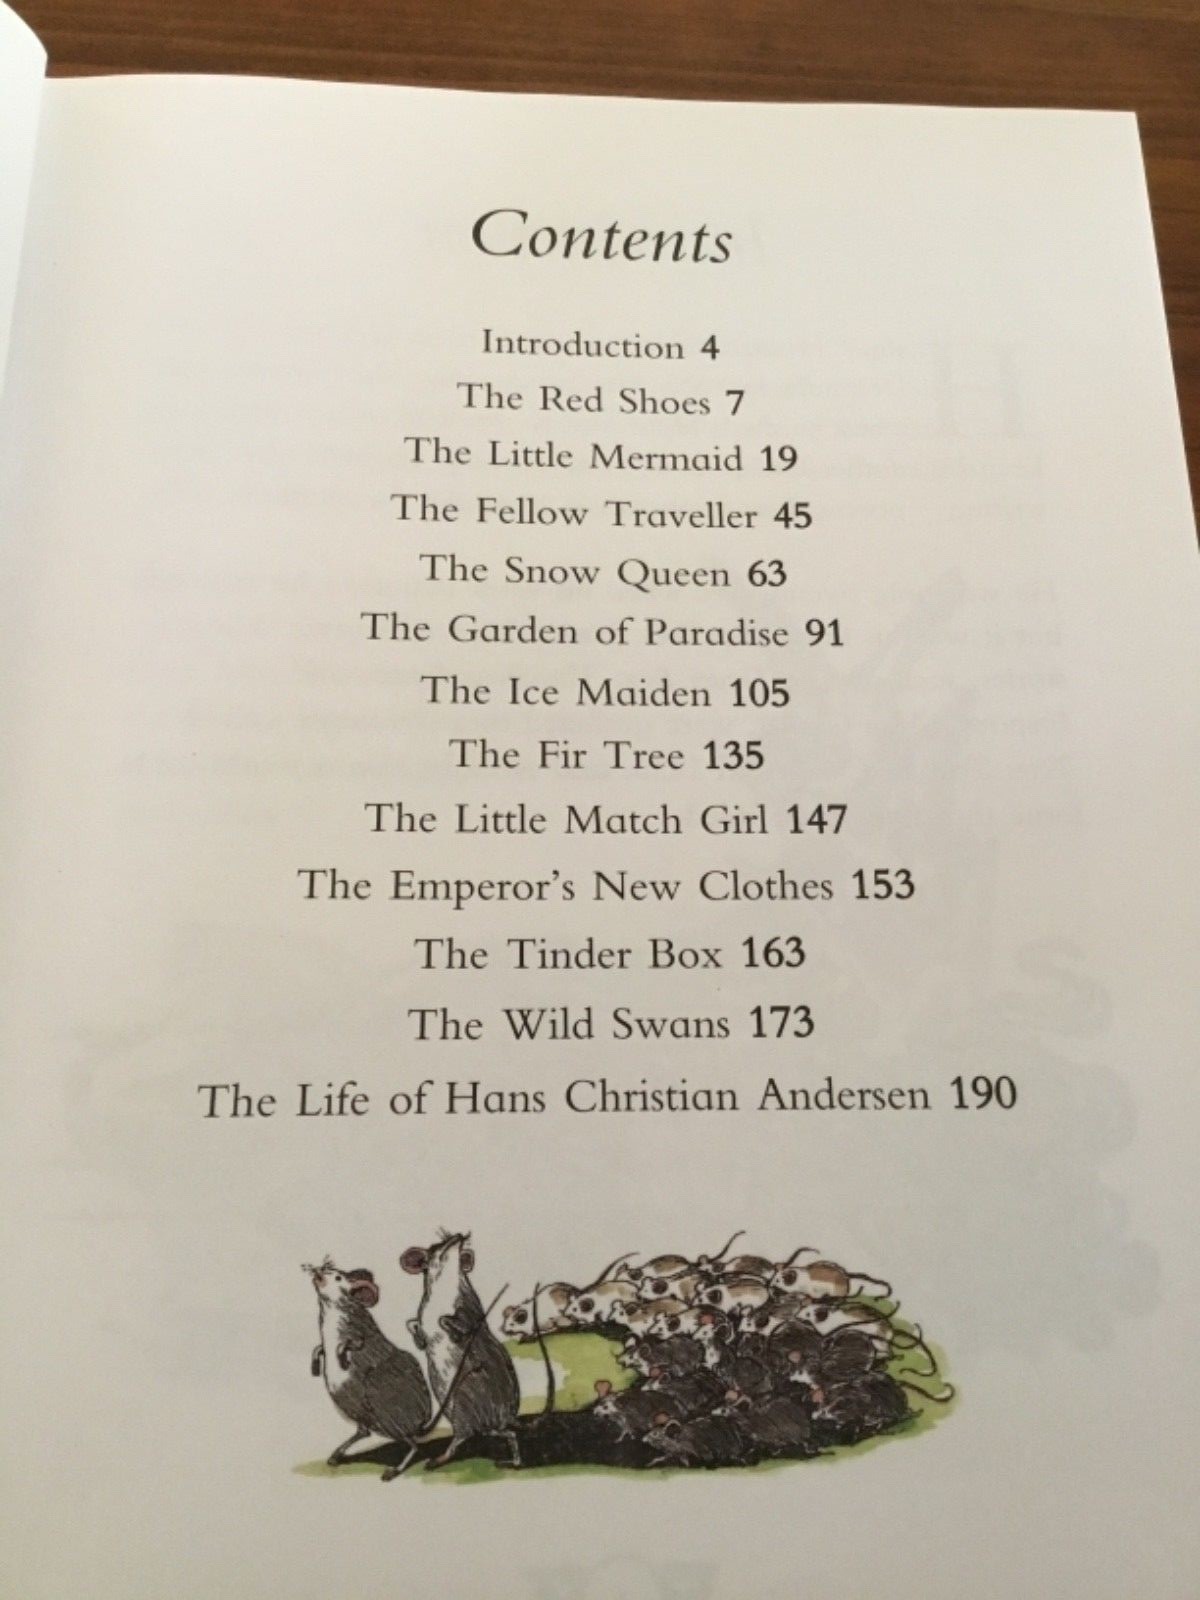 Contents
Introduction 4
The Red Shoes 7
The Little Mermaid 19
The Fellow Traveller 45
The Snow Queen 63
The Garden of Paradise 91
The Ice Maiden 105
The Fir Tree 135
The Little Match Girl 147
The Emperor's New Clothes 153
The Tinder Box 163
The Wild Swans 173
The Life of Hans Christian Andersen 190